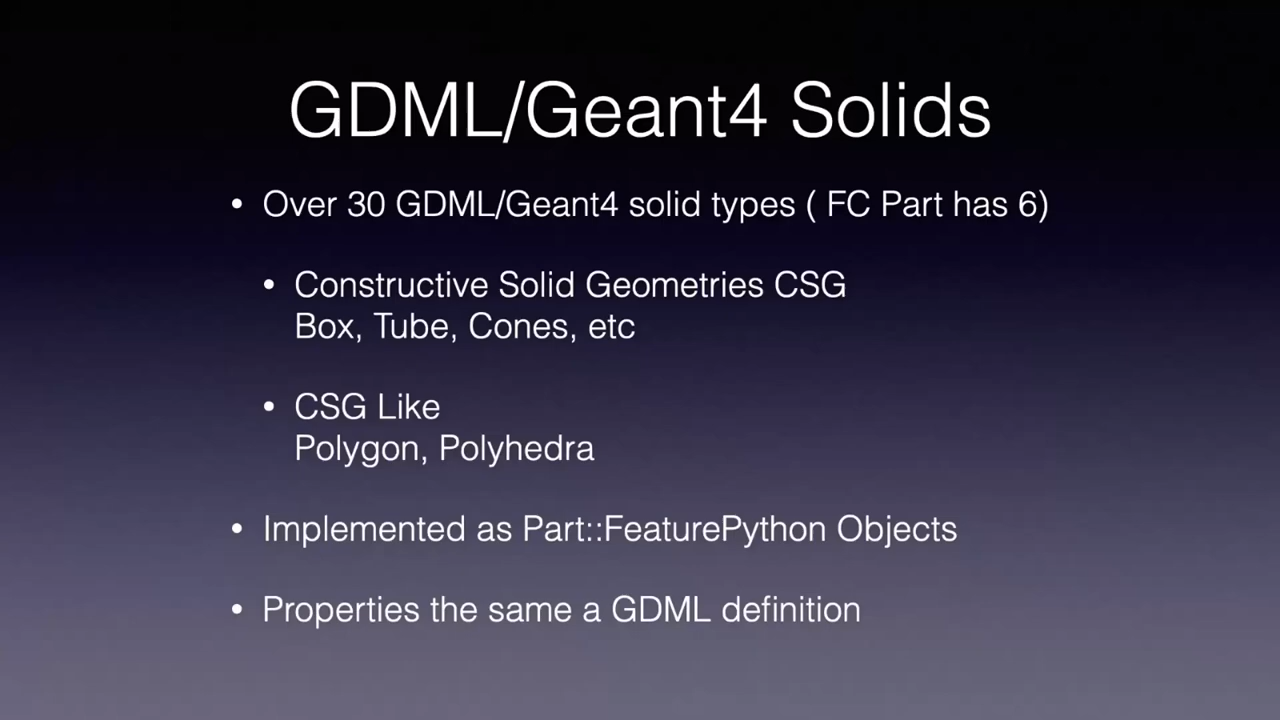 GDML/Geant4 Solids
• Over 30 GDML/Geant4 solid types ( FC Part has 6)
• Constructive Solid Geometries CSG
Box, Tube, Cones, etc
• CSG Like
Polygon, Polyhedra
• Implemented as Part::FeaturePython Objects
• Properties the same a GDML definition